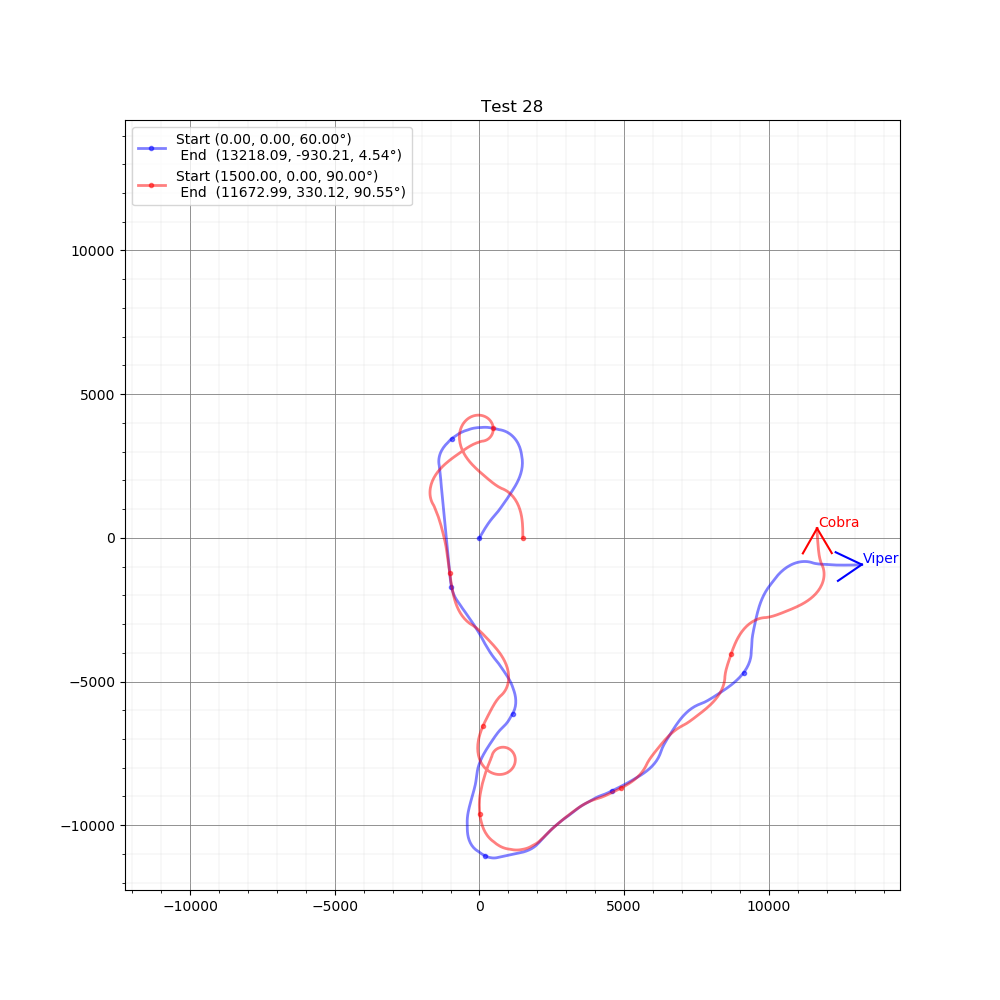 Test 28
Start (0.00, 0.00, 60.00°)
End  (13218.09, -930.21, 4.54°)
Start (1500.00, 0.00, 90.00°)
End  (11672.99, 330.12, 90.55°)
10000
5000
0
−5000
−10000
Cobra
Viper
−10000
−5000
0
5000
10000